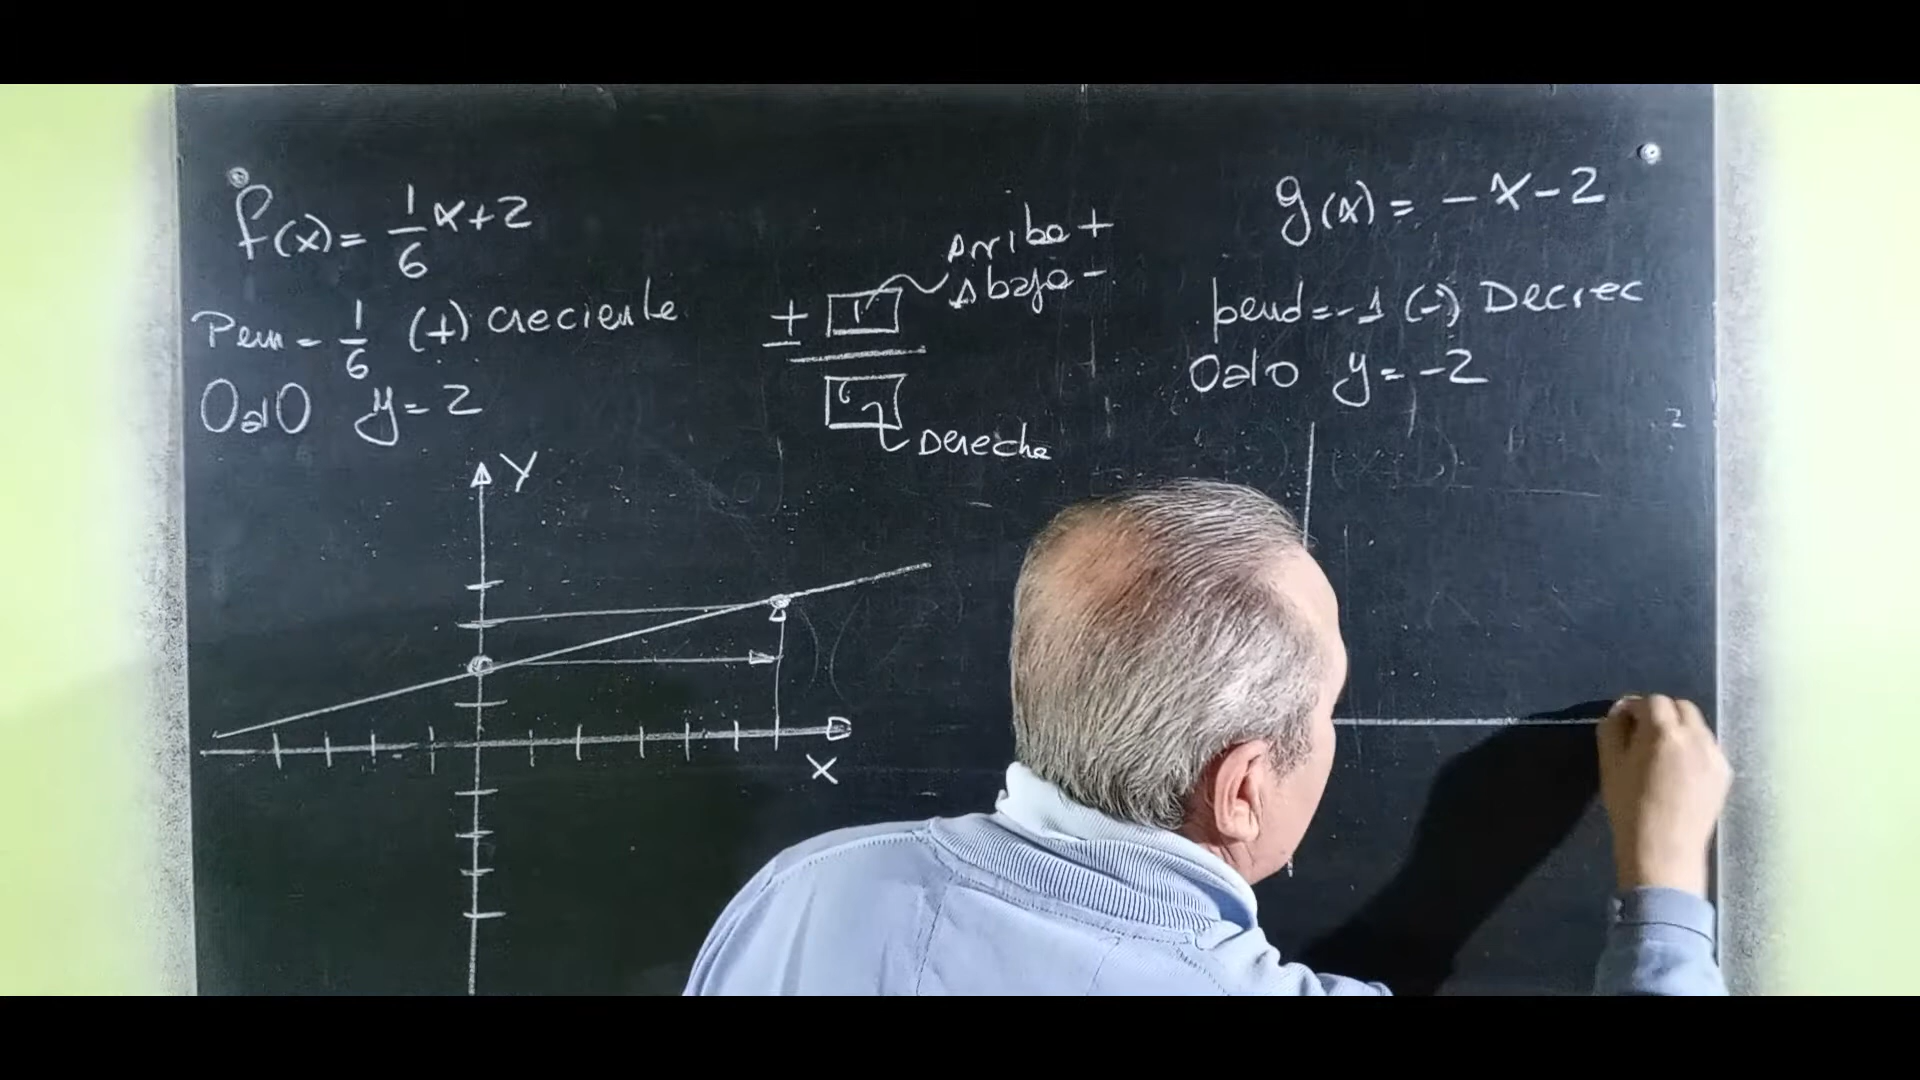 f(x) = 1/6 x + 2
Pen = 1/6 (+) creciente
OalO y = 2
± 1
6
Arriba +
Abajo -
Derecha
Y
X
g(x) = - x - 2
pend = -1 (-) Decrec
OalO y = -2